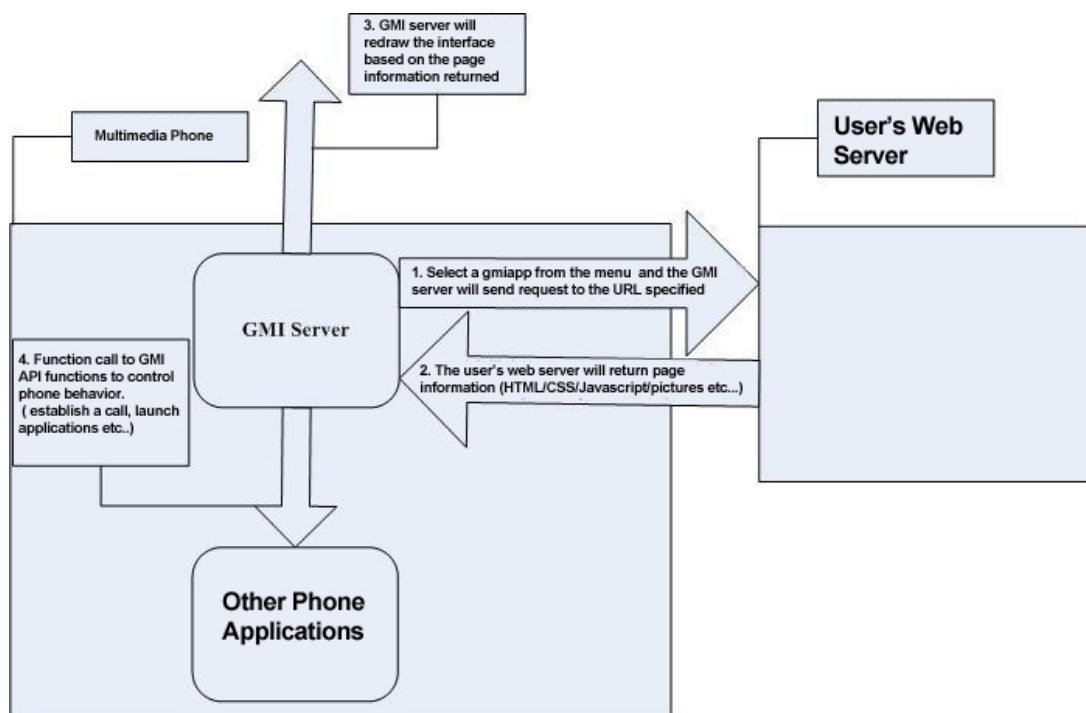 3. GMI server will
redraw the interface
based on the page
information returned
Multimedia Phone
User's Web
Server
1. Select a gmiapp from the menu and the GMI
server will send request to the URL specified
GMI Server
2. The user's web server will return page
information (HTML/CSS/Javascript/pictures etc...)
4. Function call to GMI
API functions to control
phone behavior.
( establish a call, launch
applications etc..)
Other Phone
Applications